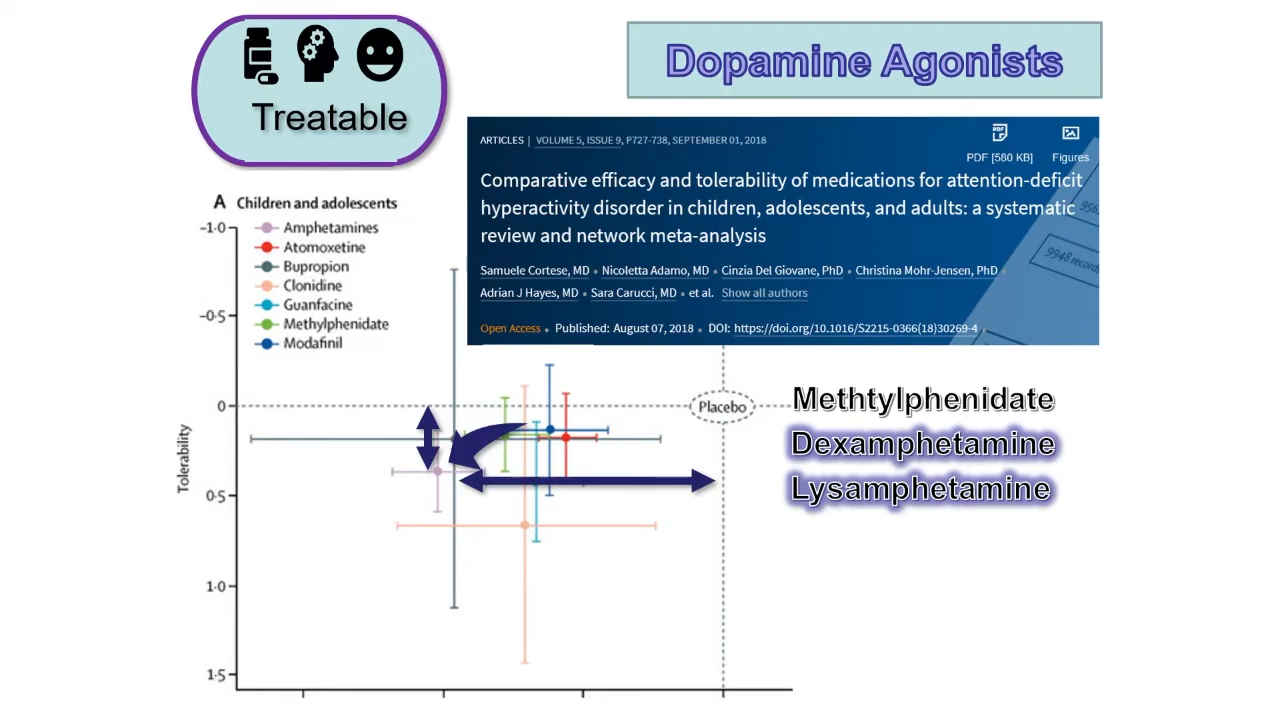 Treatable
Dopamine Agonists
ARTICLES | VOLUME 5, ISSUE 9, P727-738, SEPTEMBER 01, 2018
PDF
PDF [580 KB]
Figures
Comparative efficacy and tolerability of medications for attention-deficit
hyperactivity disorder in children, adolescents, and adults: a systematic
review and network meta-analysis
Samuele Cortese, MD • Nicoletta Adamo, MD • Cinzia Del Giovane, PhD • Christina Mohr-Jensen, PhD •
Adrian J Hayes, MD • Sara Carucci, MD • et al. Show all authors
Open Access • Published: August 07, 2018 • DOI: https://doi.org/10.1016/S2215-0366(18)30269-4 •
9948 records
A Children and adolescents
Amphetamines
Atomoxetine
Bupropion
Clonidine
Guanfacine
Methylphenidate
Modafinil
–1·0
–0·5
0
0·5
1·0
1·5
Tolerability
Placebo
Methtylphenidate
Dexamphetamine
Lysamphetamine